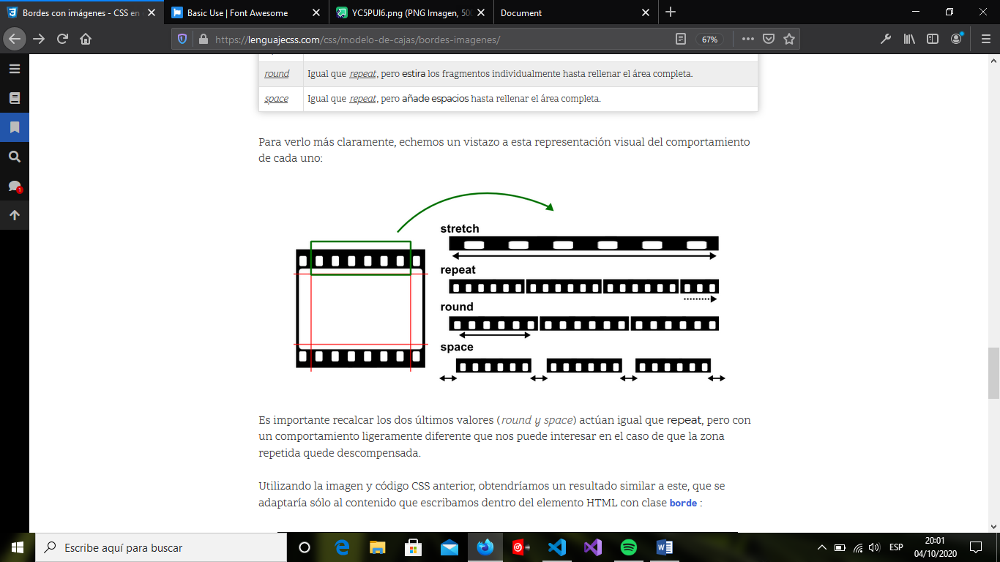 Bordes con imágenes - CSS en
Basic Use | Font Awesome
YC5PUI6.png (PNG Imagen, 500
Document
https://lenguajecss.com/css/modelo-de-cajas/bordes-imagenes/
67%
round Igual que repeat, pero estira los fragmentos individualmente hasta rellenar el área completa.
space Igual que repeat, pero añade espacios hasta rellenar el área completa.
Para verlo más claramente, echemos un vistazo a esta representación visual del comportamiento
de cada uno:
stretch
repeat
round
space
Es importante recalcar los dos últimos valores (round y space) actúan igual que repeat, pero con
un comportamiento ligeramente diferente que nos puede interesar en el caso de que la zona
repetida quede descompensada.
Utilizando la imagen y código CSS anterior, obtendríamos un resultado similar a este, que se
adaptaría sólo al contenido que escribamos dentro del elemento HTML con clase borde :
1
Escribe aquí para buscar
ESP
20:01
04/10/2020